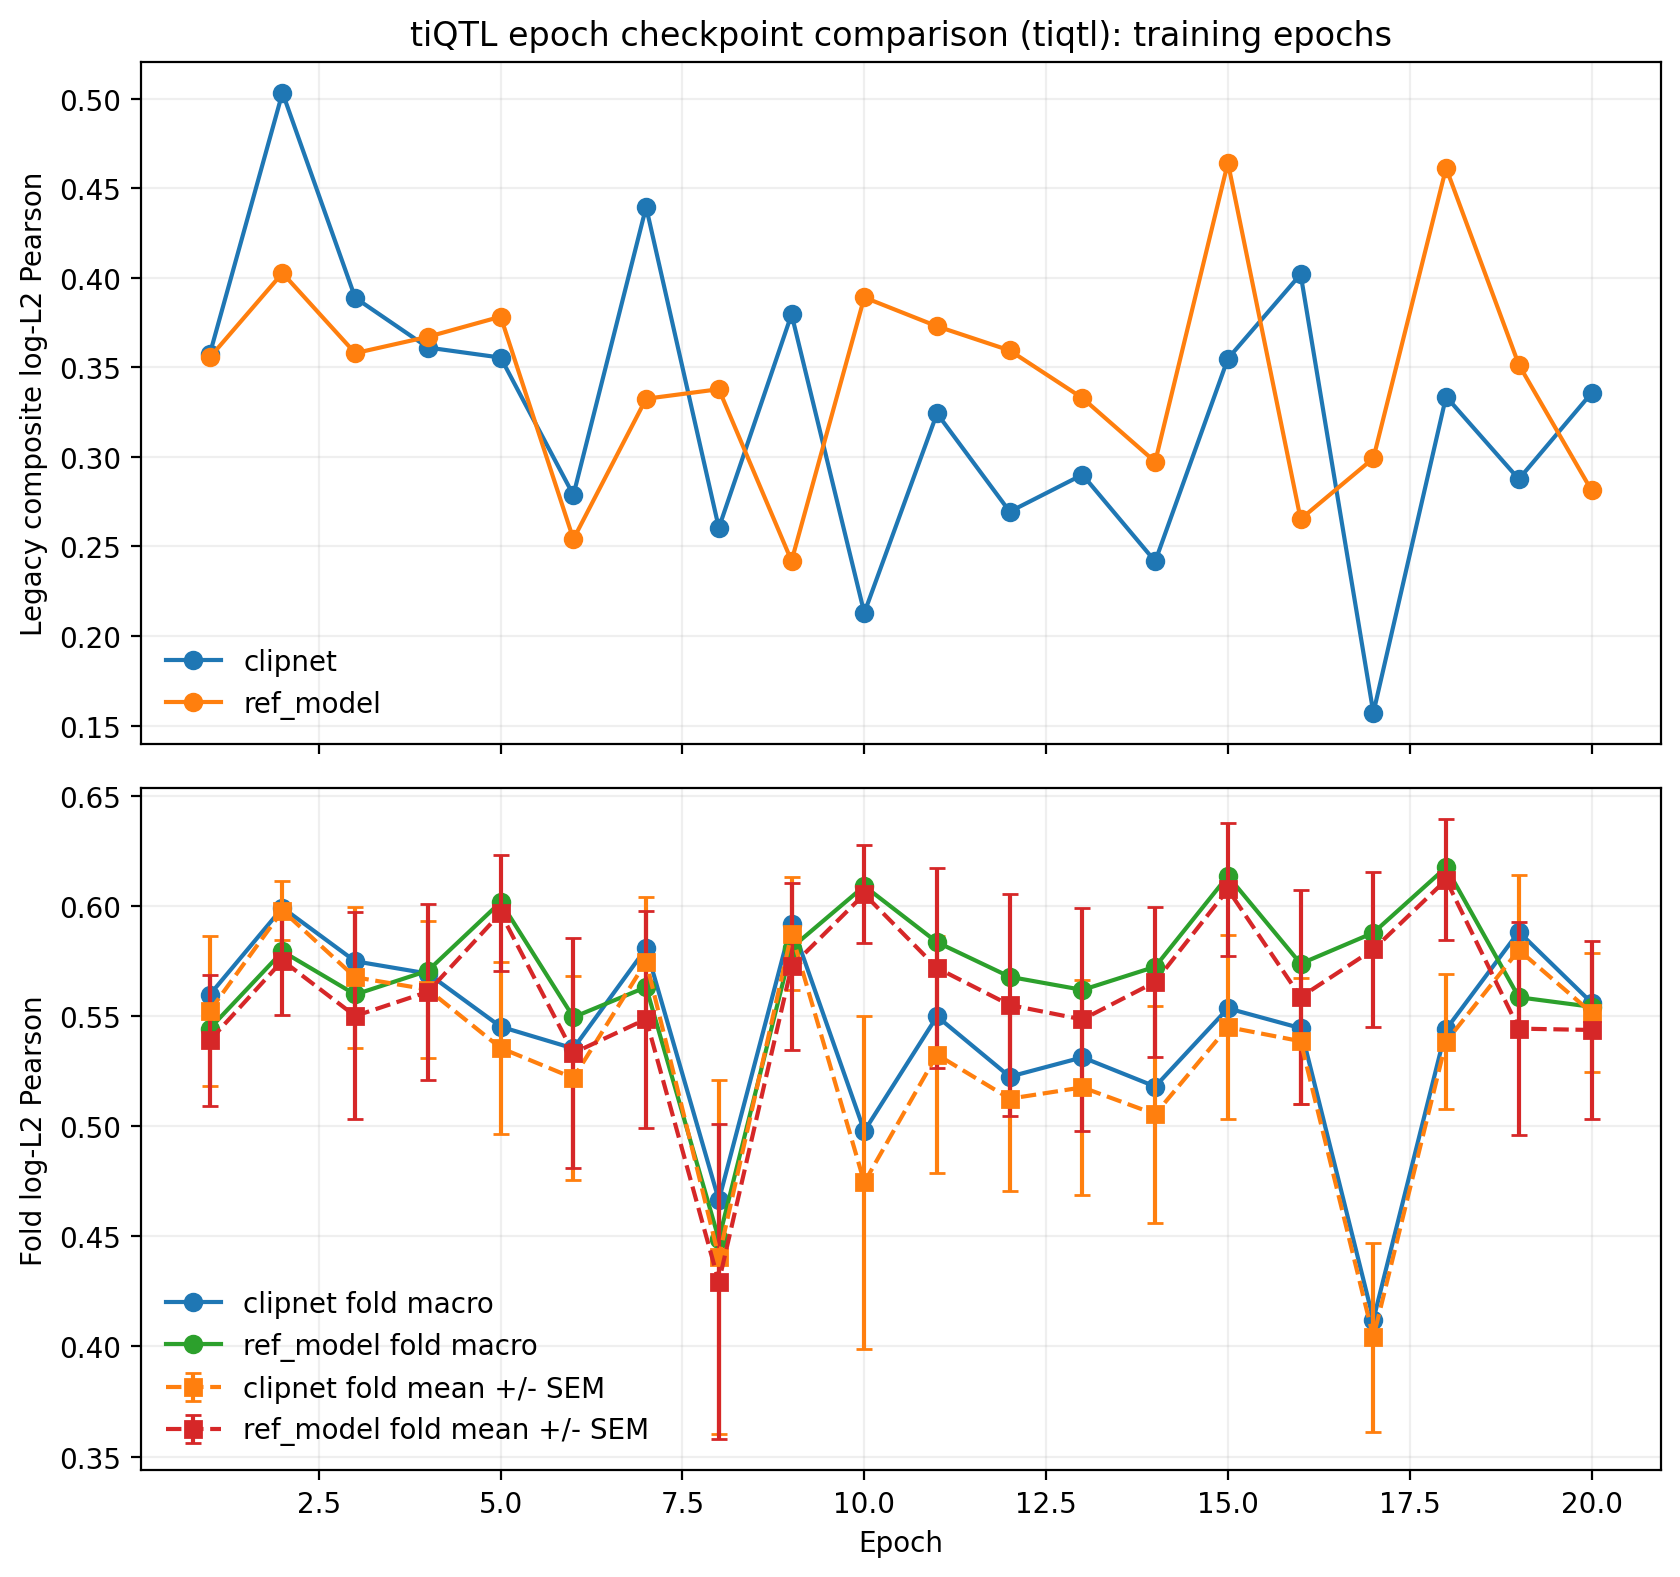 tiQTL epoch checkpoint comparison (tiqtl): training epochs
Legacy composite log-L2 Pearson
0.50
0.45
0.40
0.35
0.30
0.25
0.20
0.15
clipnet
ref_model
Fold log-L2 Pearson
0.65
0.60
0.55
0.50
0.45
0.40
0.35
clipnet fold macro
ref_model fold macro
clipnet fold mean +/- SEM
ref_model fold mean +/- SEM
2.5 5.0 7.5 10.0 12.5 15.0 17.5 20.0
Epoch